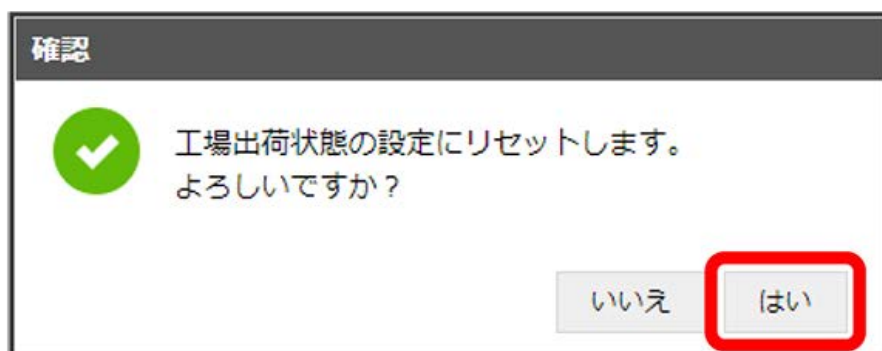 確認
工場出荷状態の設定にリセットします。
よろしいですか？
いいえ
はい